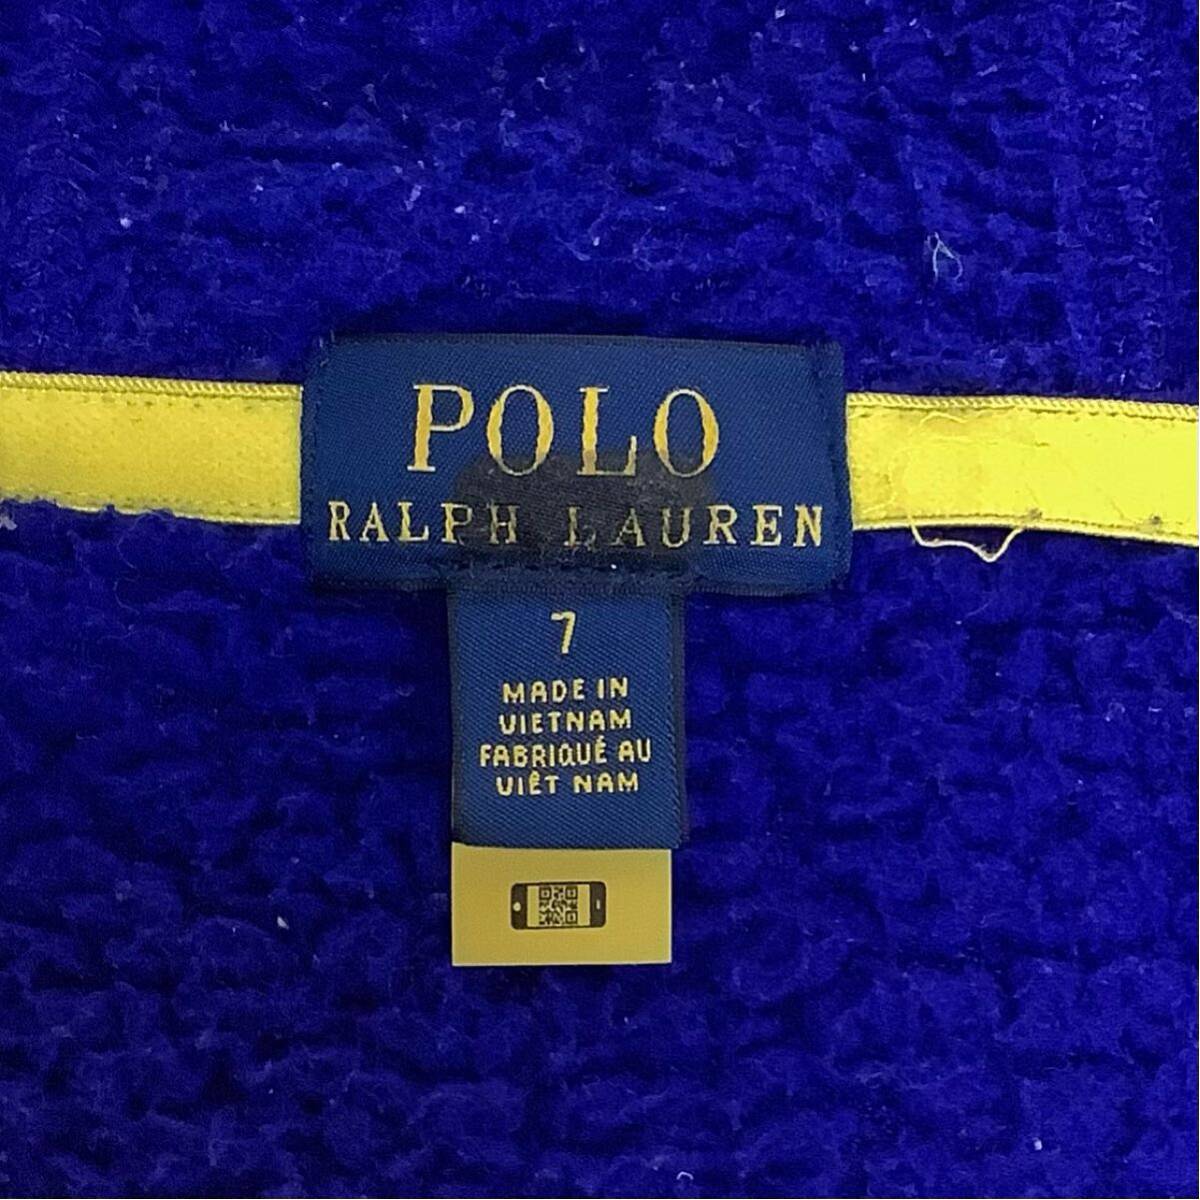 POLO
RALPH LAUREN
7
MADE IN
VIETNAM
FABRIQUÉ AU
VIÊT NAM